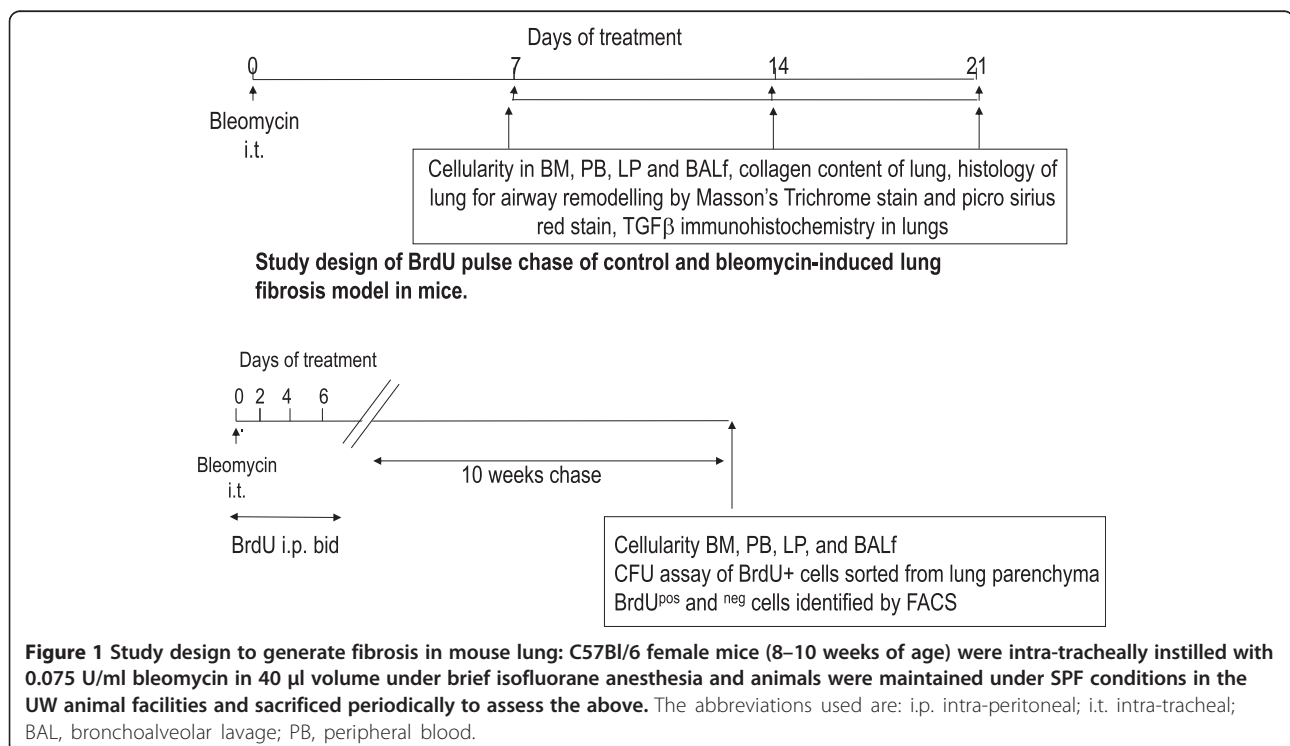 Days of treatment
0 7 14 21
Bleomycin
i.t.
Cellularity in BM, PB, LP and BALf, collagen content of lung, histology of
lung for airway remodelling by Masson's Trichrome stain and picro sirius
red stain, TGFβ immunohistochemistry in lungs
Study design of BrdU pulse chase of control and bleomycin-induced lung
fibrosis model in mice.
Days of treatment
0 2 4 6
Bleomycin
i.t.
10 weeks chase
BrdU i.p. bid
Cellularity BM, PB, LP, and BALf
CFU assay of BrdU+ cells sorted from lung parenchyma
BrdUpos and neg cells identified by FACS
Figure 1 Study design to generate fibrosis in mouse lung: C57Bl/6 female mice (8–10 weeks of age) were intra-tracheally instilled with
0.075 U/ml bleomycin in 40 μl volume under brief isofluorane anesthesia and animals were maintained under SPF conditions in the
UW animal facilities and sacrificed periodically to assess the above. The abbreviations used are: i.p. intra-peritoneal; i.t. intra-tracheal;
BAL, bronchoalveolar lavage; PB, peripheral blood.